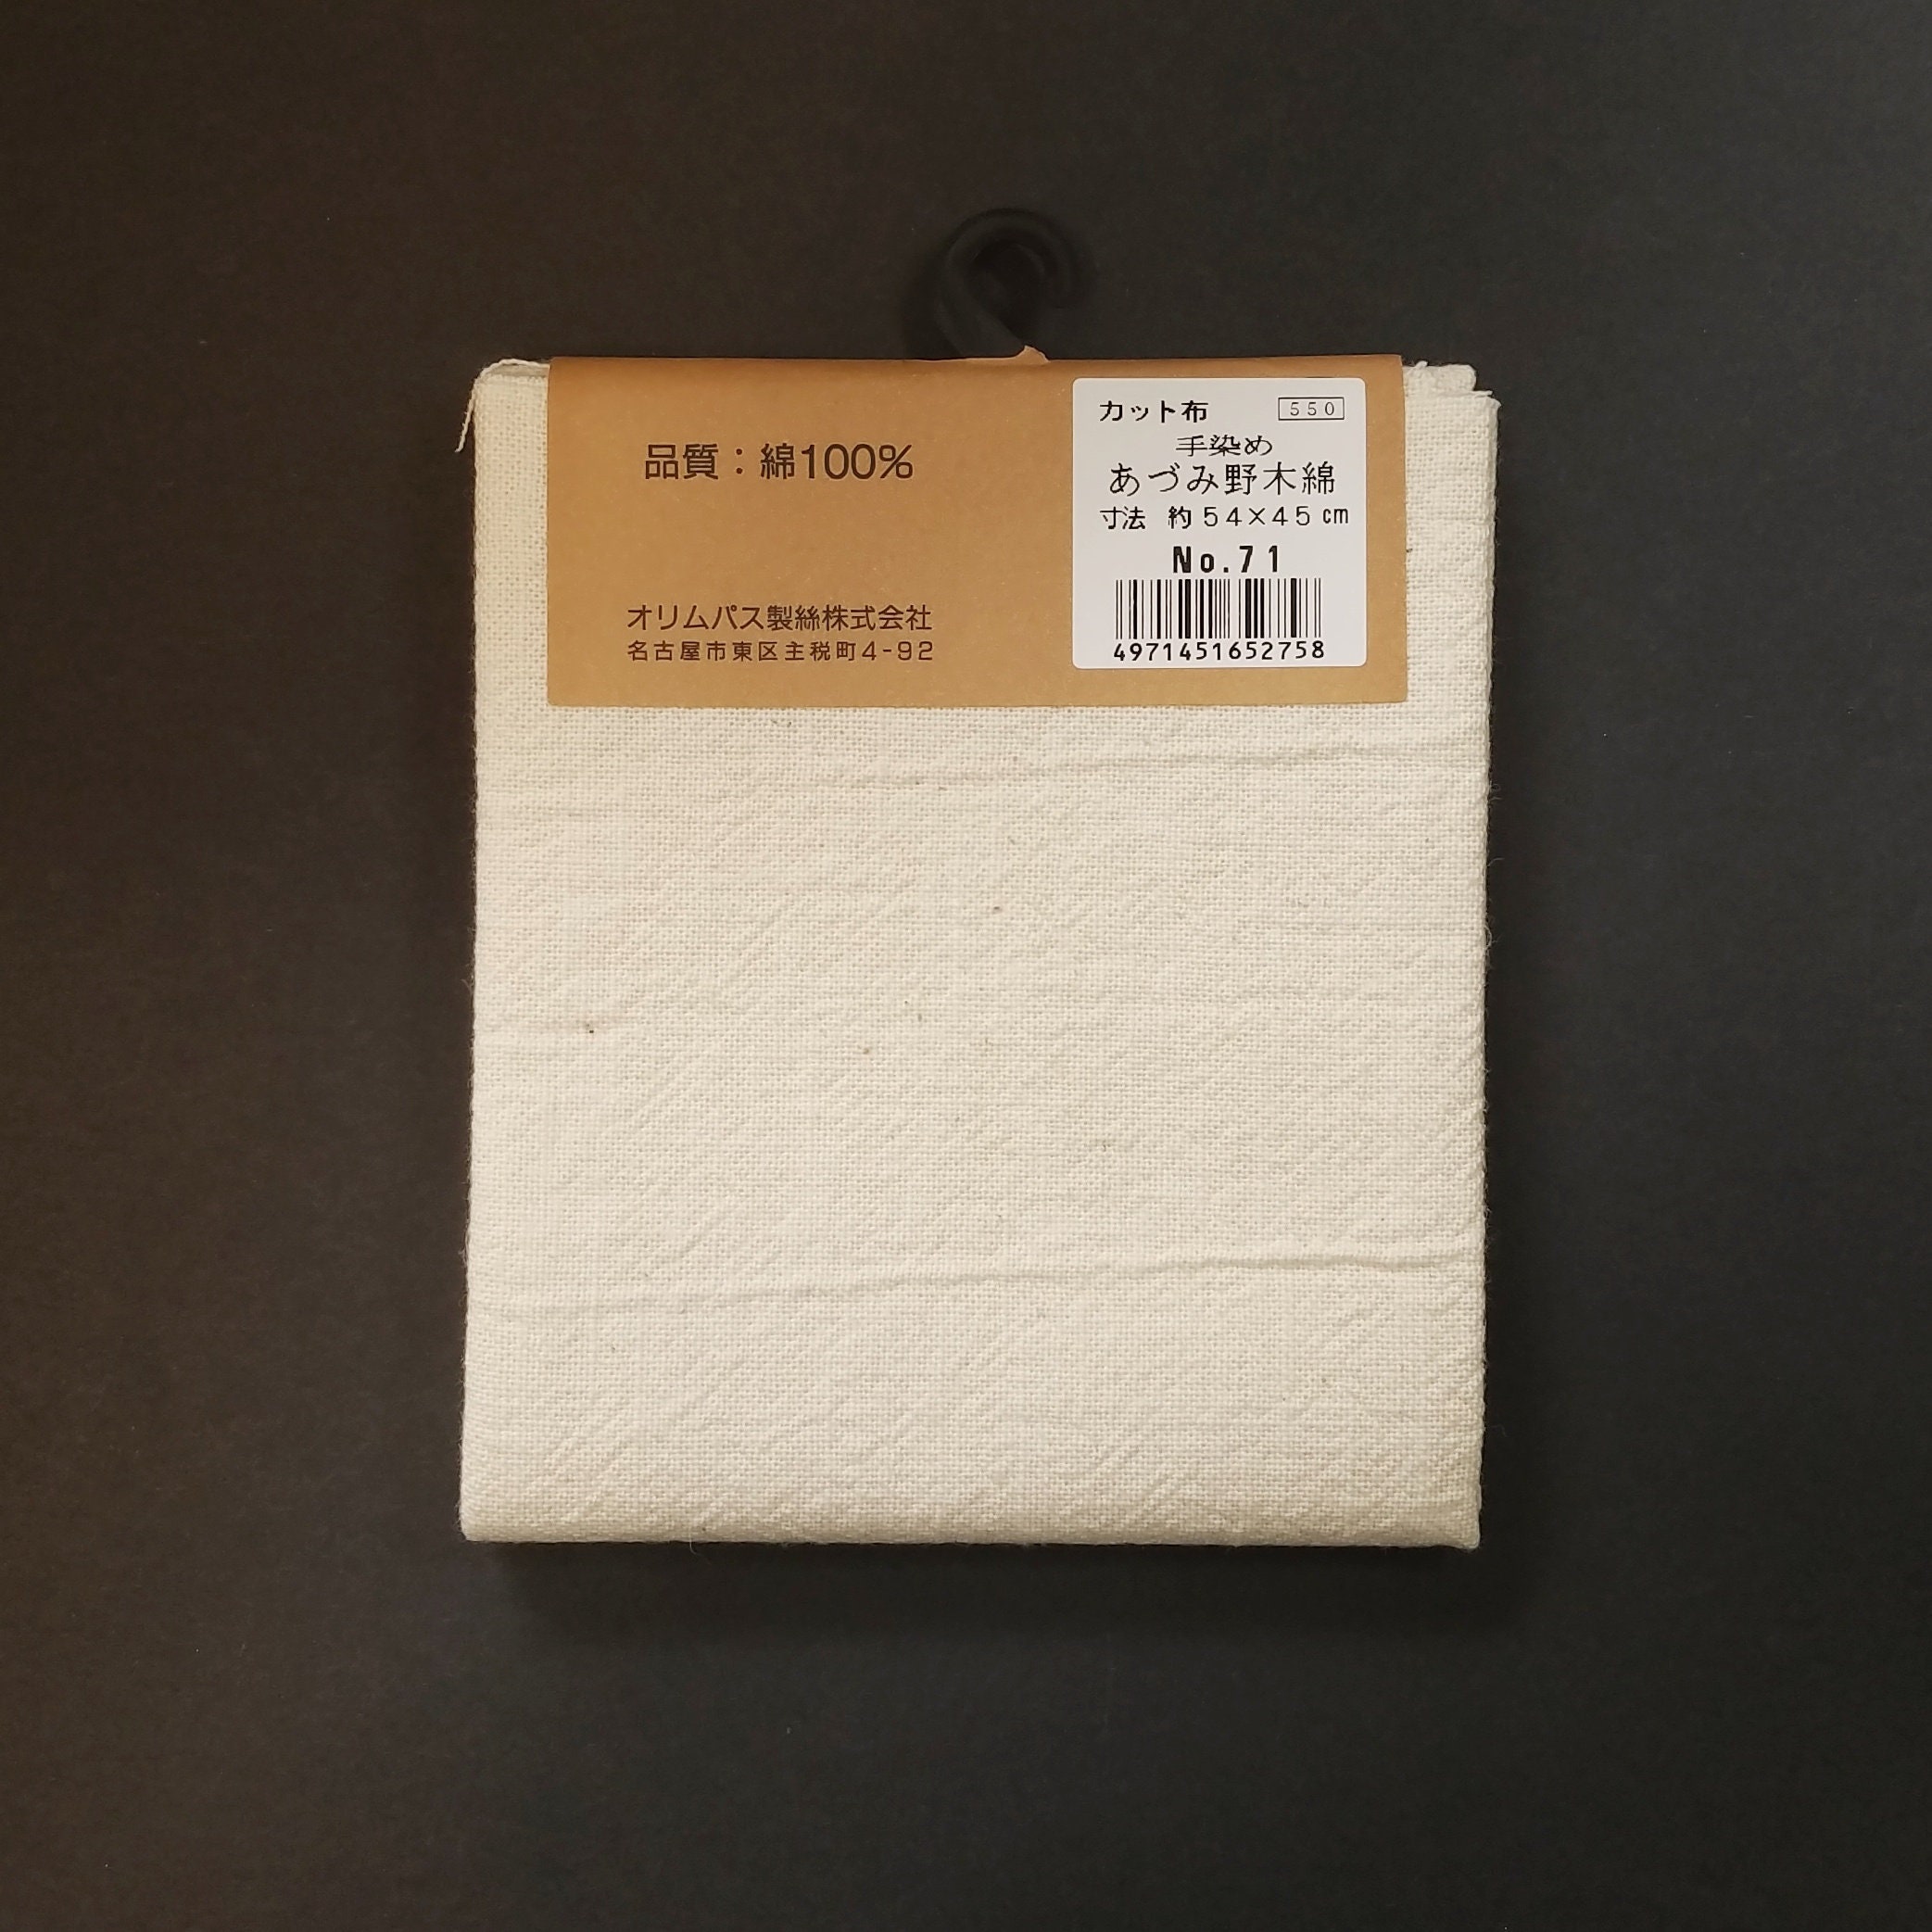 品質：綿100%
オリムパス製絲株式会社
名古屋市東区主税町4-92
カット布 550
手染め
あづみ野木綿
寸法 約54×45cm
No.71
4971451652758